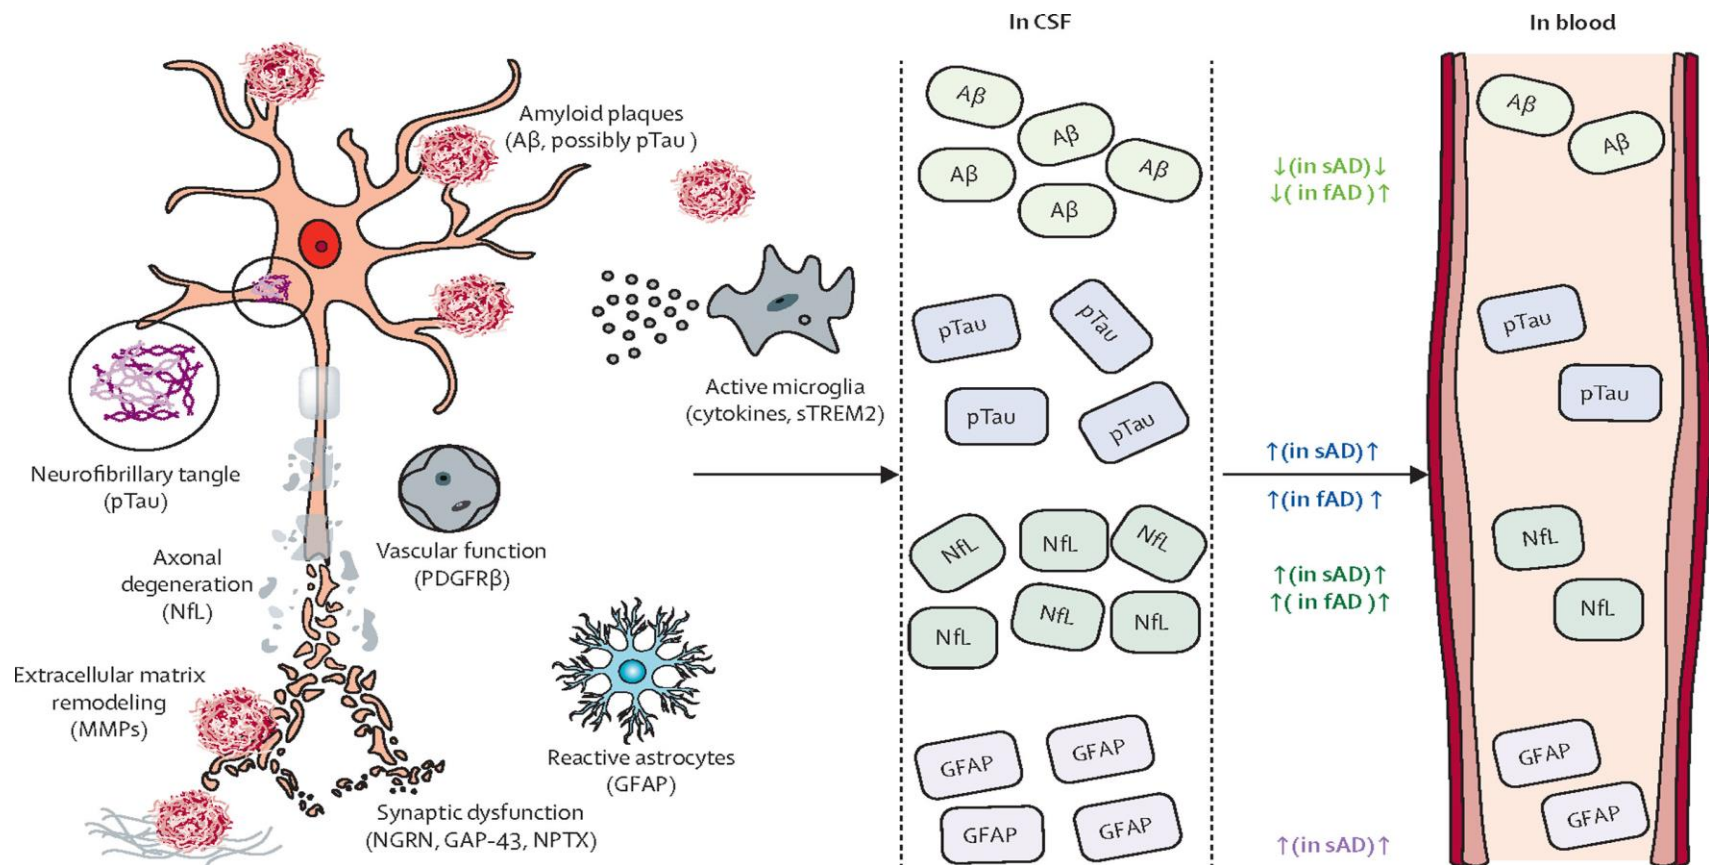 In CSF
In blood
Amyloid plaques
(Aβ, possibly pTau )
Active microglia
(cytokines, sTREM2)
Neurofibrillary tangle
(pTau)
Vascular function
(PDGFRβ)
Axonal
degeneration
(NfL)
Extracellular matrix
remodeling
(MMPs)
Reactive astrocytes
(GFAP)
Synaptic dysfunction
(NGRN, GAP-43, NPTX)
Aβ
Aβ
Aβ
Aβ
Aβ
pTau
pTau
pTau
pTau
NfL
NfL
NfL
NfL
NfL
NfL
GFAP
GFAP
GFAP
GFAP
↓(in sAD)↓
↓( in fAD )↑
↑(in sAD)↑
↑(in fAD) ↑
↑(in sAD)↑
↑( in fAD )↑
↑(in sAD)↑
Aβ
Aβ
pTau
pTau
NfL
NfL
GFAP
GFAP